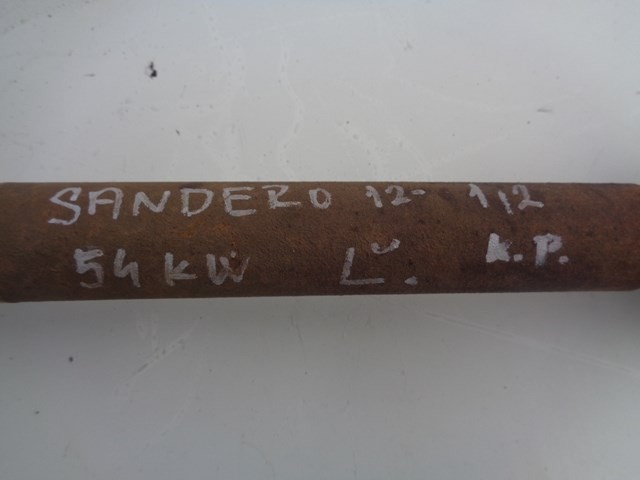 SANDERO 12- 1,2
54 KW L. K.P.